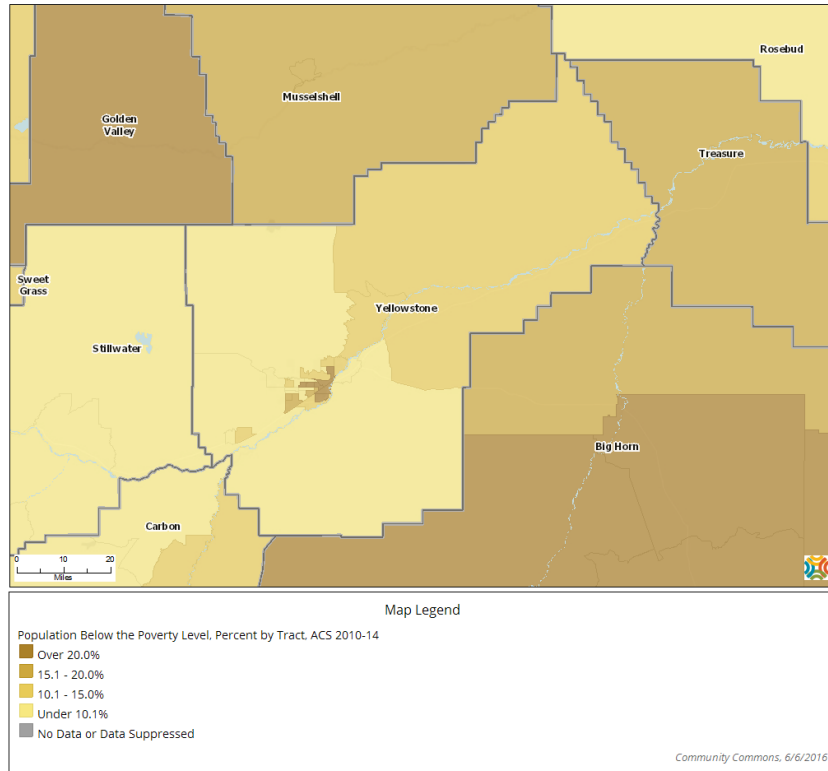 Rosebud
Musselshell
Golden
Valley
Treasure
Sweet
Grass
Yellowstone
Stillwater
Big Horn
Carbon
0 10 20
Miles
Map Legend
Population Below the Poverty Level, Percent by Tract, ACS 2010-14
Over 20.0%
15.1 - 20.0%
10.1 - 15.0%
Under 10.1%
No Data or Data Suppressed
Community Commons, 6/6/2016